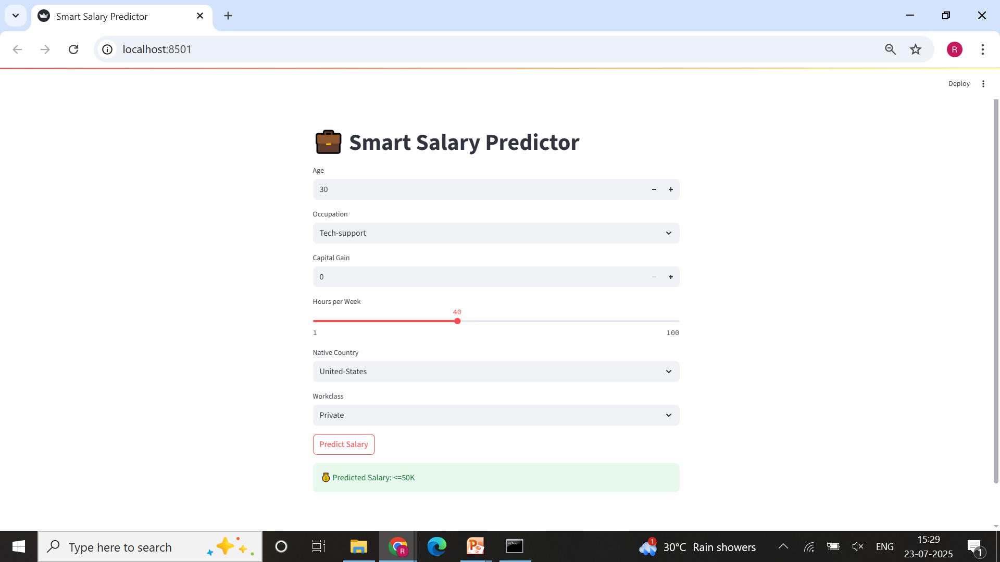 Smart Salary Predictor
localhost:8501
R
Deploy
Smart Salary Predictor
Age
30
Occupation
Tech-support
Capital Gain
0
Hours per Week
40
1
100
Native Country
United-States
Workclass
Private
Predict Salary
Predicted Salary: <=50K
Type here to search
R
P
C:\
1
30°C Rain showers
ENG
15:29
23-07-2025
1